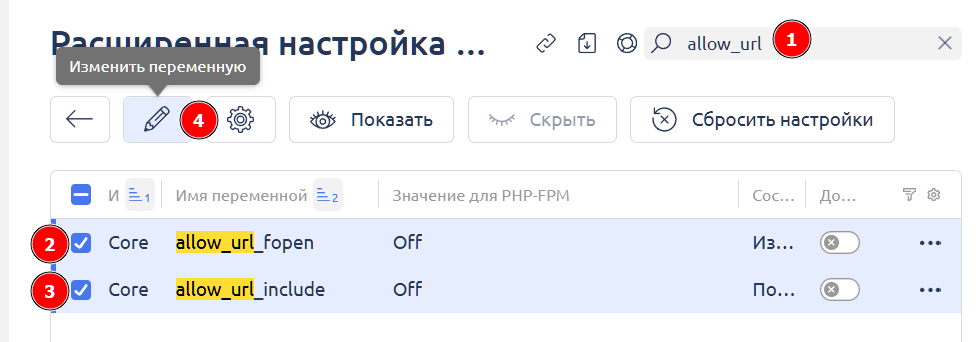 Расширенная настройка ...
allow_url
1
Изменить переменную
4
Показать
Скрыть
Сбросить настройки
И 1 Имя переменной 2 Значение для PHP-FPM Сос... До...
2 Core allow_url_fopen Off Из...
3 Core allow_url_include Off По...